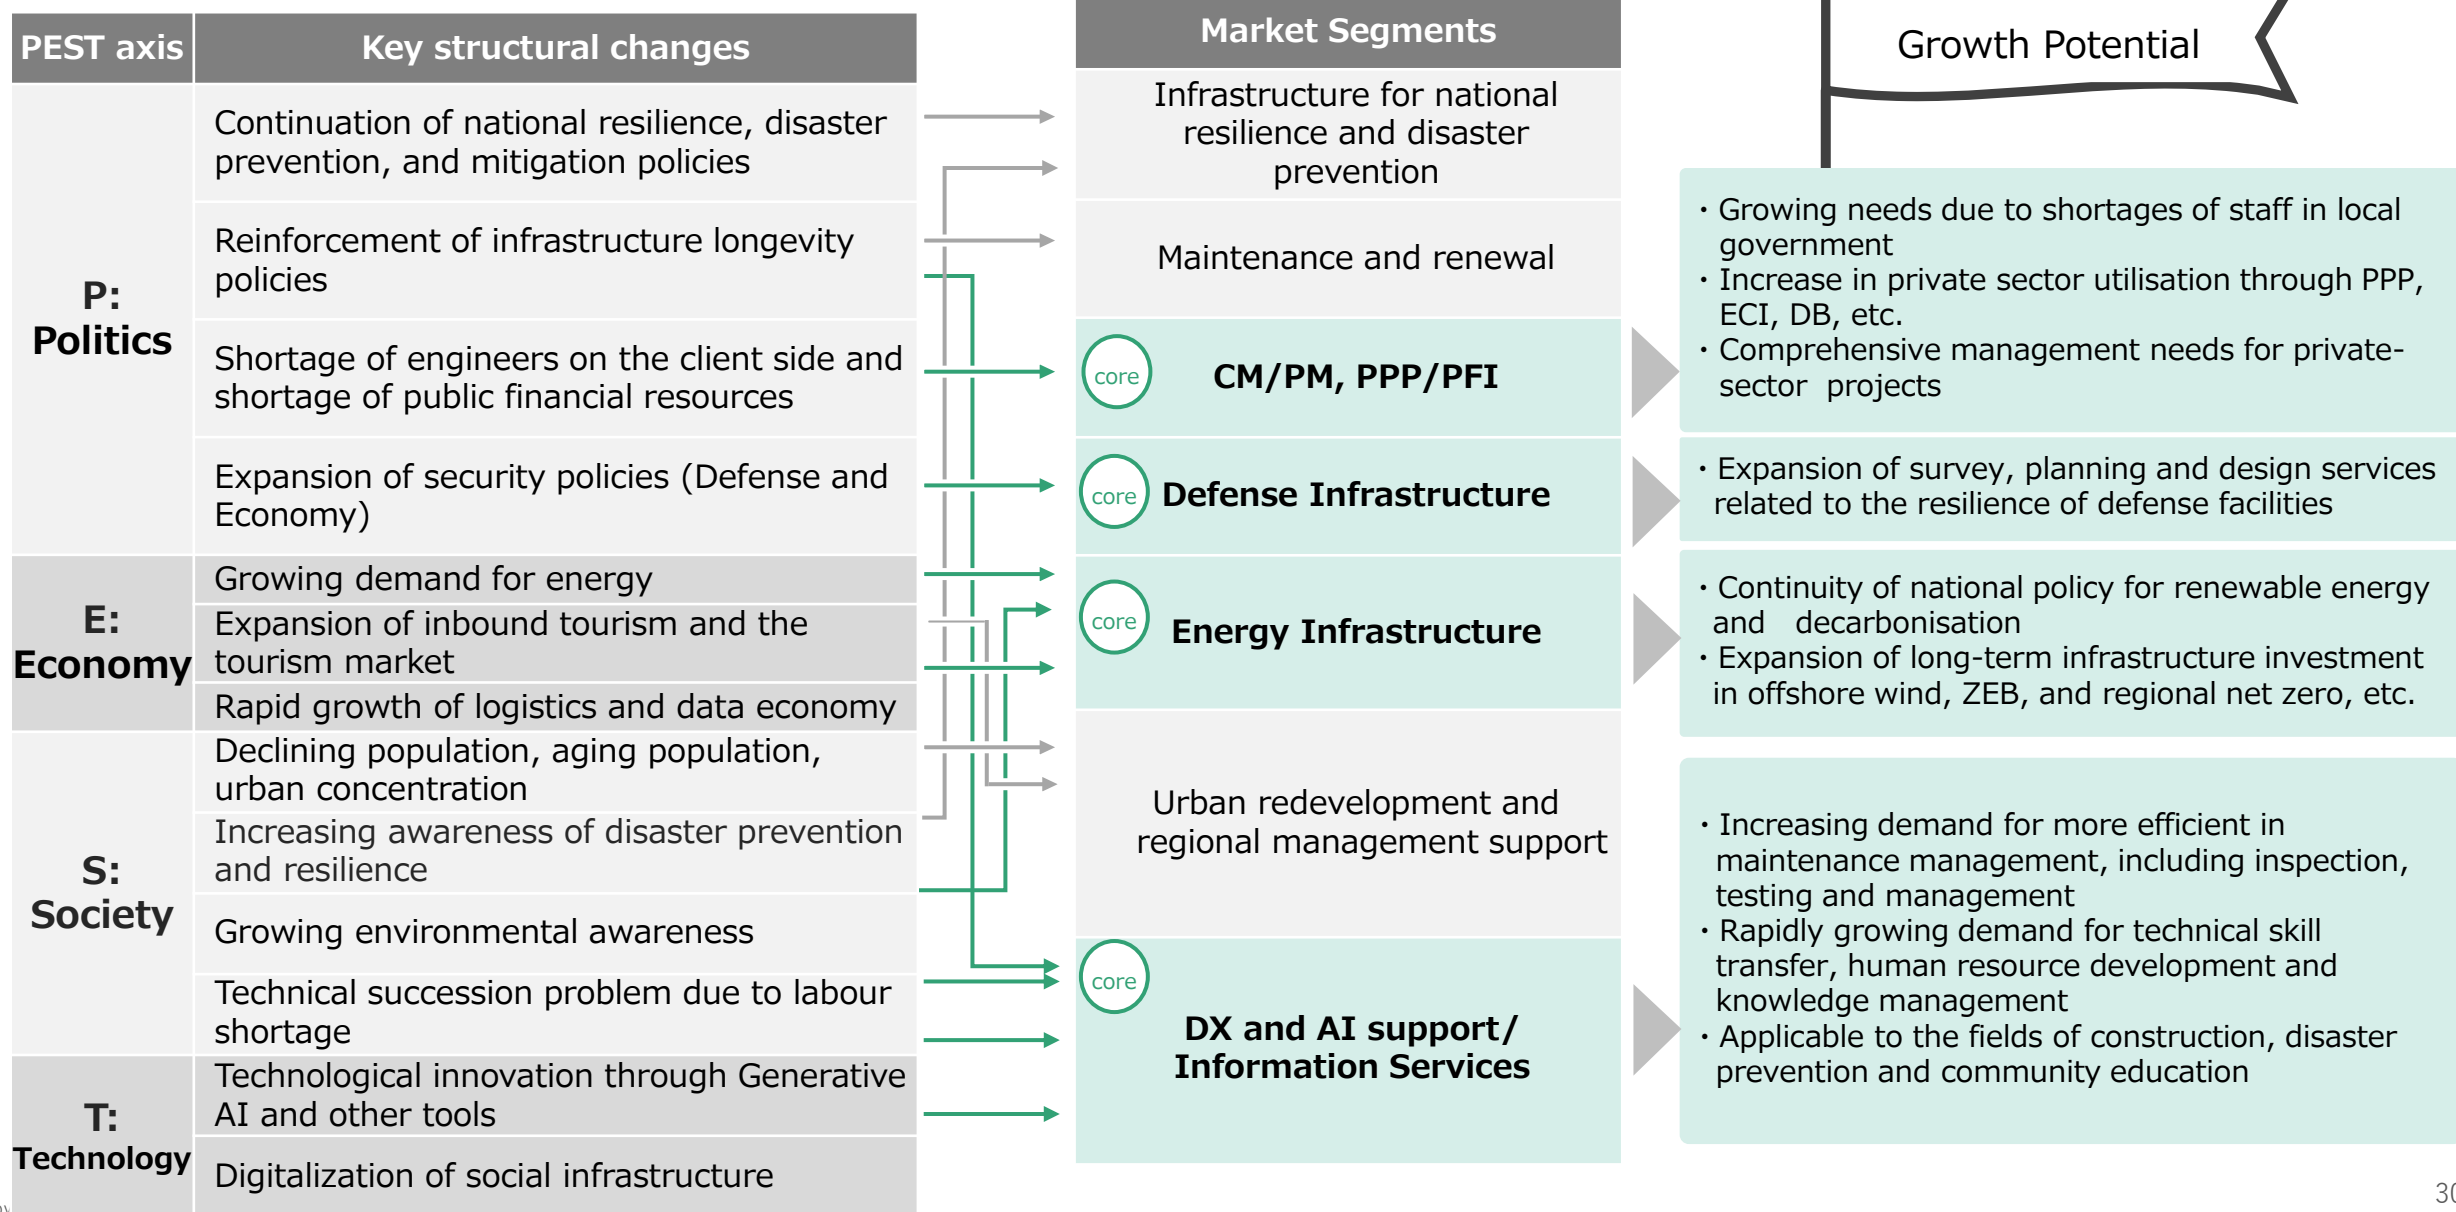 PEST axis
Key structural changes
P:
Politics
Continuation of national resilience, disaster
prevention, and mitigation policies
Reinforcement of infrastructure longevity
policies
Shortage of engineers on the client side and
shortage of public financial resources
Expansion of security policies (Defense and
Economy)
E:
Economy
Growing demand for energy
Expansion of inbound tourism and the
tourism market
Rapid growth of logistics and data economy
S:
Society
Declining population, aging population,
urban concentration
Increasing awareness of disaster prevention
and resilience
Growing environmental awareness
Technical succession problem due to labour
shortage
T:
Technology
Technological innovation through Generative
AI and other tools
Digitalization of social infrastructure
Market Segments
Infrastructure for national
resilience and disaster
prevention
Maintenance and renewal
core
CM/PM, PPP/PFI
core
Defense Infrastructure
core
Energy Infrastructure
Urban redevelopment and
regional management support
core
DX and AI support/
Information Services
Growth Potential
・Growing needs due to shortages of staff in local
government
・Increase in private sector utilisation through PPP,
ECI, DB, etc.
・Comprehensive management needs for private-
sector projects
・Expansion of survey, planning and design services
related to the resilience of defense facilities
・Continuity of national policy for renewable energy
and decarbonisation
・Expansion of long-term infrastructure investment
in offshore wind, ZEB, and regional net zero, etc.
・Increasing demand for more efficient in
maintenance management, including inspection,
testing and management
・Rapidly growing demand for technical skill
transfer, human resource development and
knowledge management
・Applicable to the fields of construction, disaster
prevention and community education